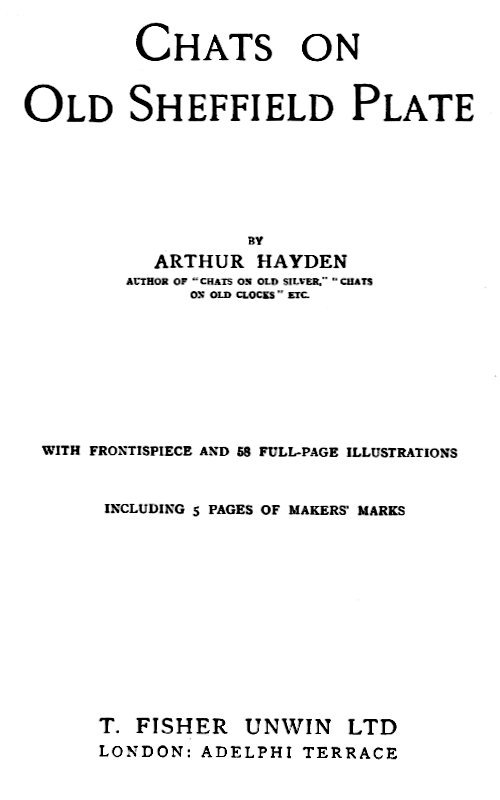 CHATS ON
OLD SHEFFIELD PLATE
BY
ARTHUR HAYDEN
AUTHOR OF "CHATS ON OLD SILVER," "CHATS
ON OLD CLOCKS" ETC.
WITH FRONTISPIECE AND 58 FULL-PAGE ILLUSTRATIONS
INCLUDING 5 PAGES OF MAKERS' MARKS
T. FISHER UNWIN LTD
LONDON: ADELPHI TERRACE